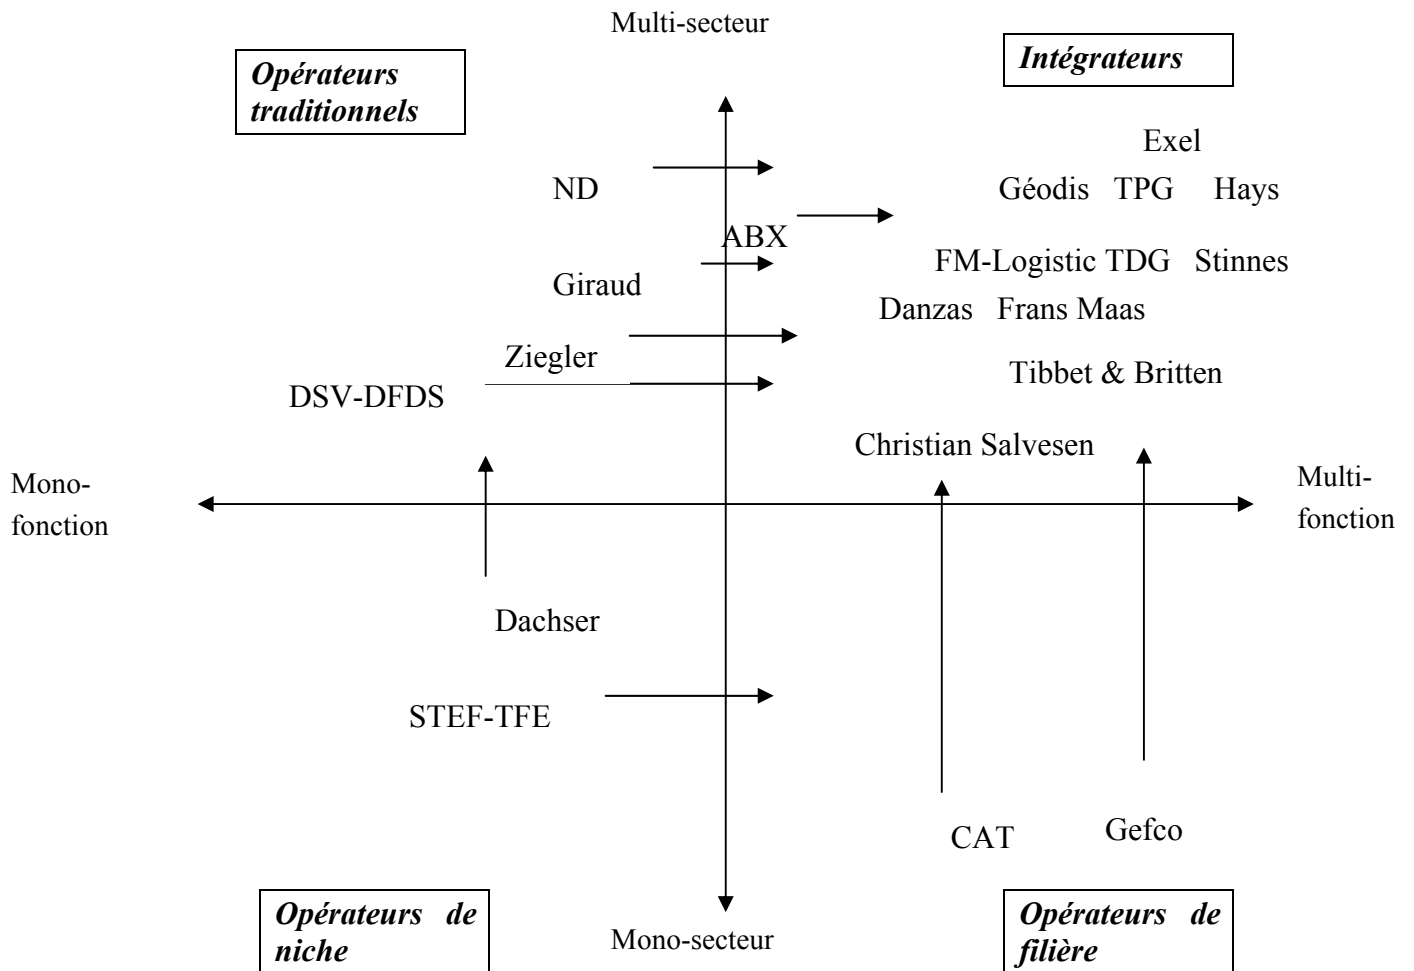 Multi-secteur
Opérateurs
traditionnels
Intégrateurs
Exel
ND
Géodis TPG Hays
ABX
FM-Logistic TDG Stinnes
Giraud
Danzas Frans Maas
Ziegler
Tibbet & Britten
DSV-DFDS
Christian Salvesen
Mono-
fonction
Multi-
fonction
Dachser
STEF-TFE
CAT
Gefco
Opérateurs de
niche
Mono-secteur
Opérateurs de
filière